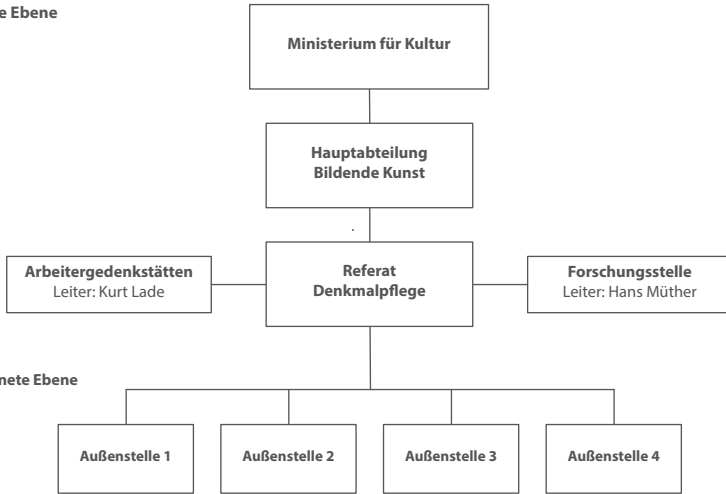 e Ebene
Ministerium für Kultur
Hauptabteilung
Bildende Kunst
Arbeitergedenkstätten
Leiter: Kurt Lade
Referat
Denkmalpflege
Forschungsstelle
Leiter: Hans Müther
nete Ebene
Außenstelle 1
Außenstelle 2
Außenstelle 3
Außenstelle 4